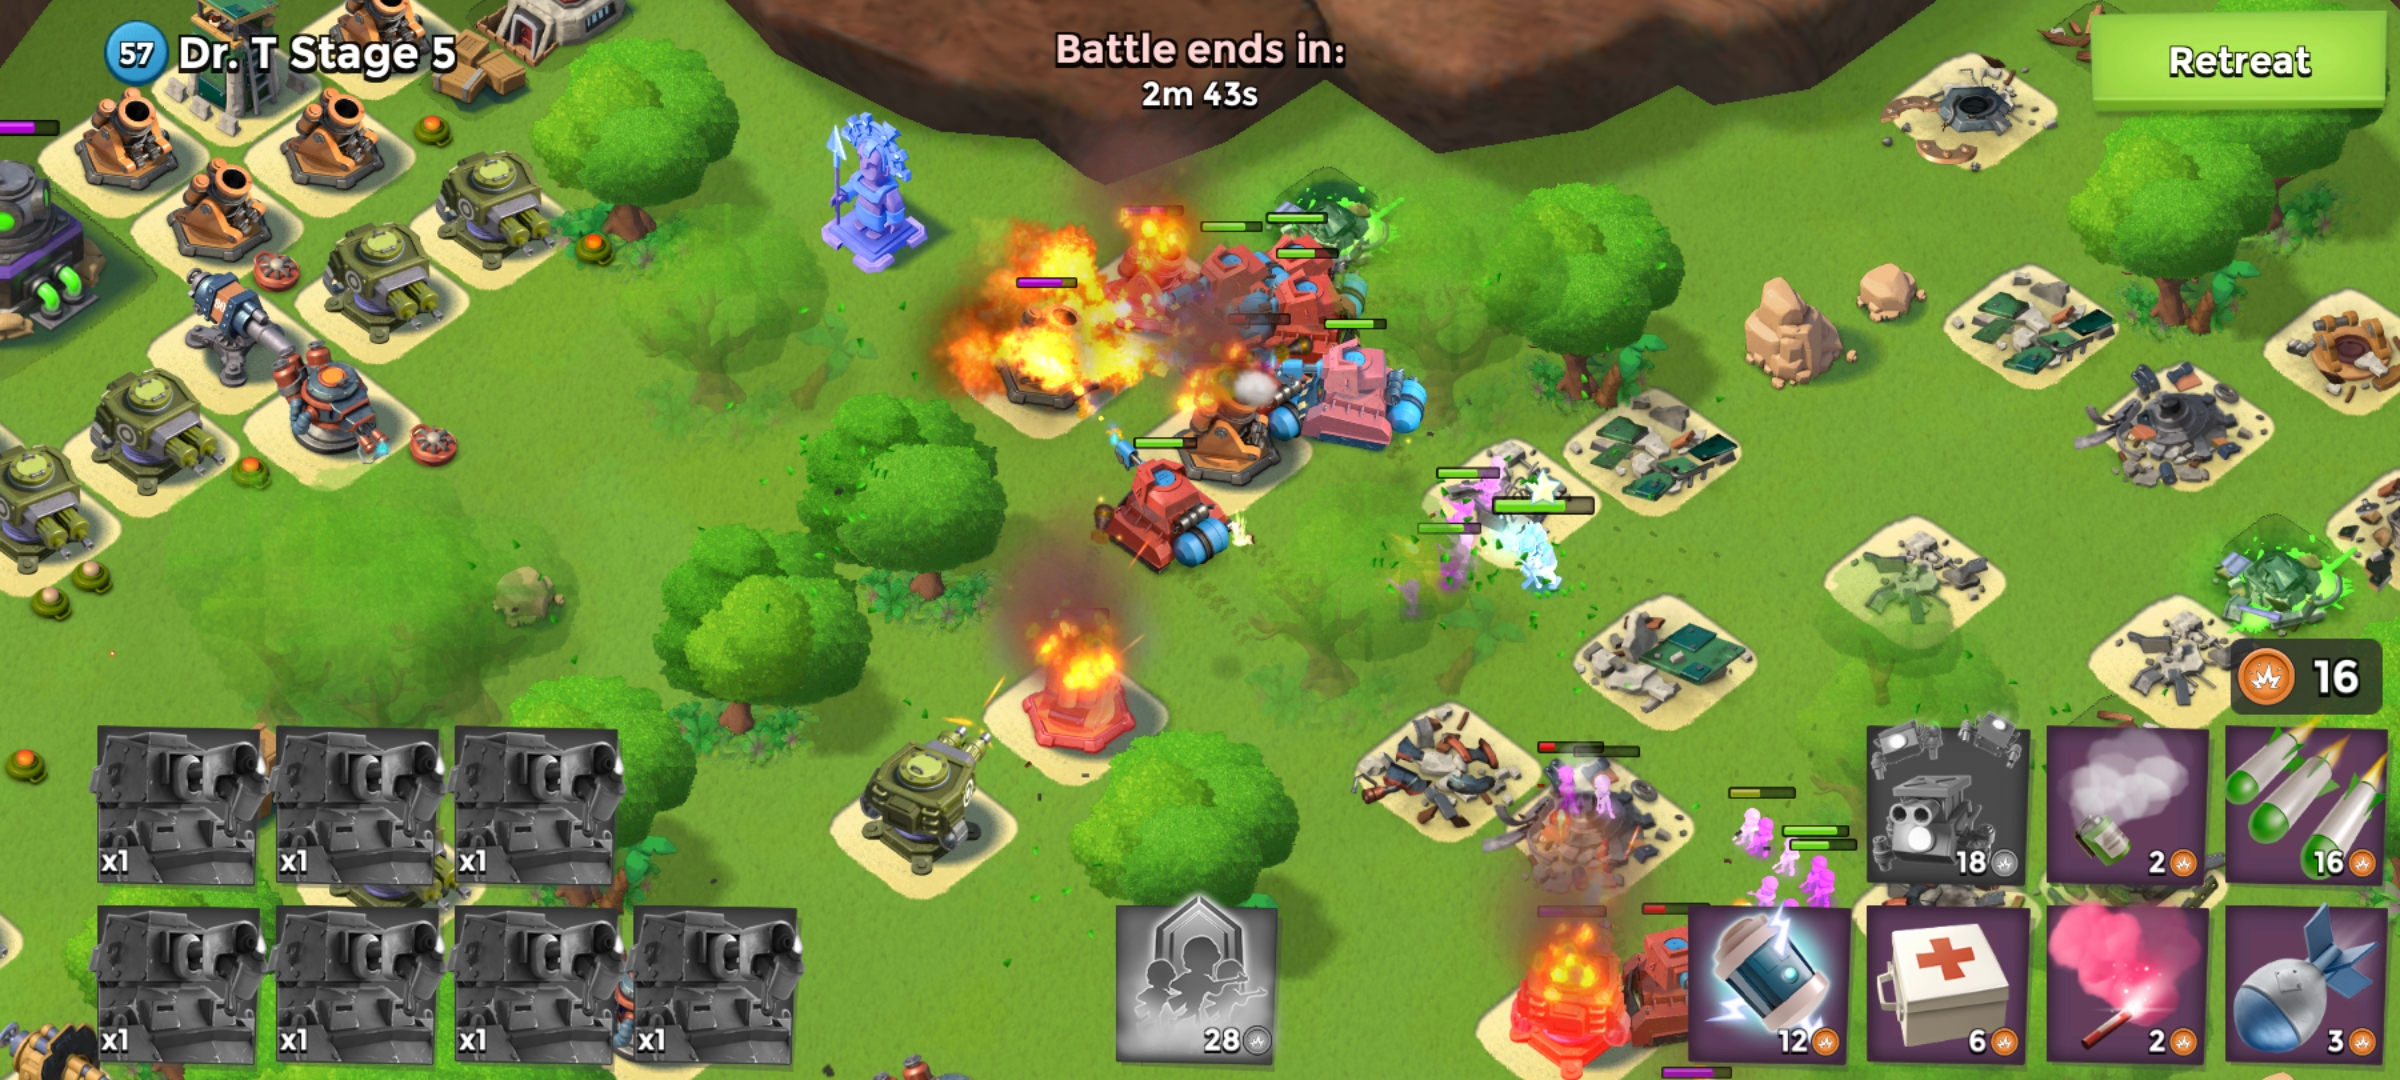 57 Dr. T Stage 5
Battle ends in:
2m 43s
Retreat
16
x1 x1 x1
18 2 16
x1 x1 x1 x1
28 12 6 2 3